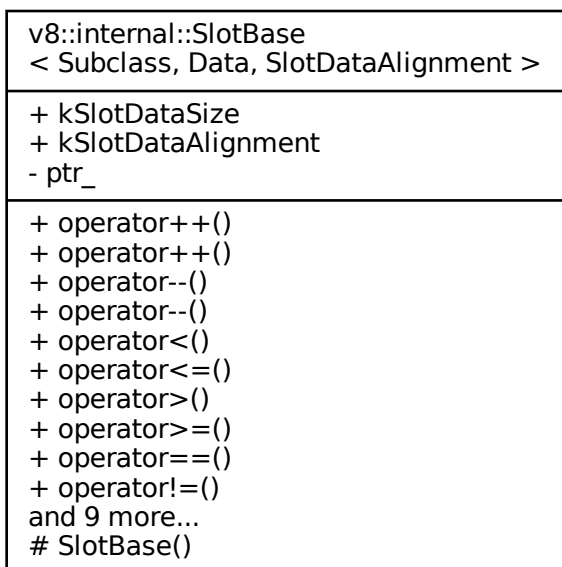 v8::internal::SlotBase
< Subclass, Data, SlotDataAlignment >
+ kSlotDataSize
+ kSlotDataAlignment
- ptr_
+ operator++()
+ operator++()
+ operator--()
+ operator--()
+ operator<()
+ operator<=()
+ operator>()
+ operator>=()
+ operator==()
+ operator!=()
and 9 more...
# SlotBase()